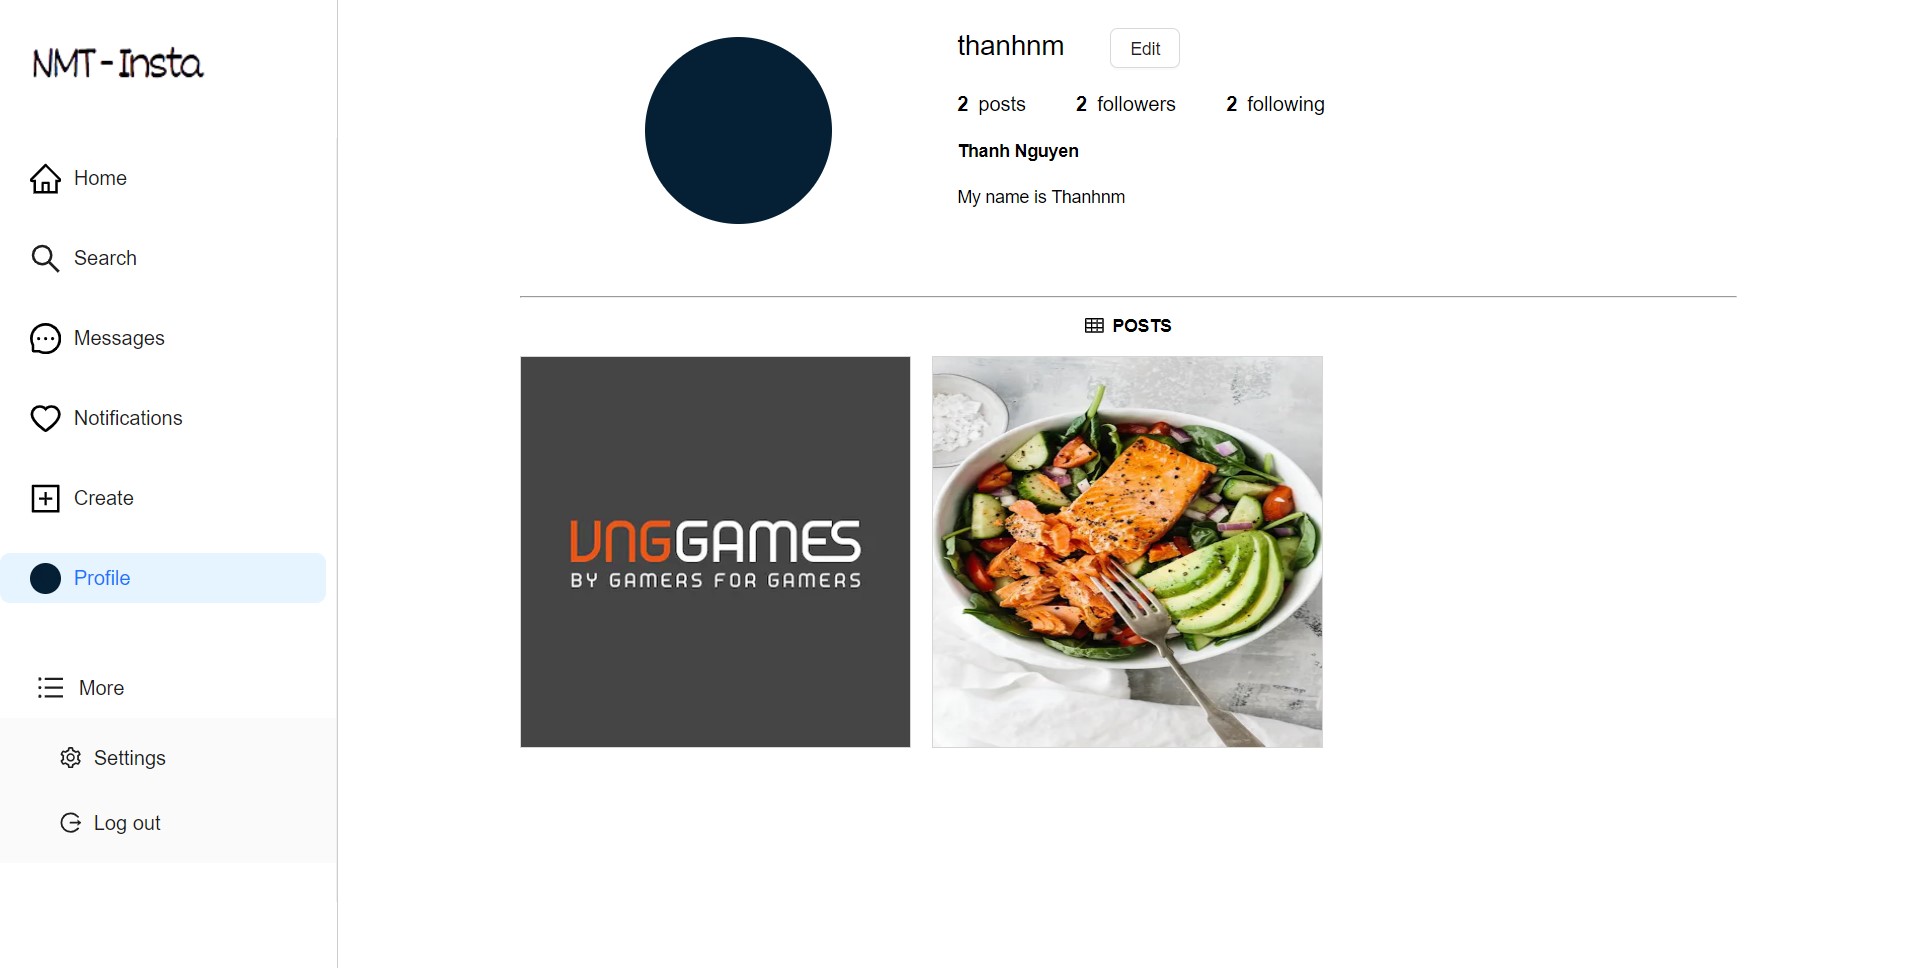 NMT-Insta
Home
Search
Messages
Notifications
Create
Profile
More
Settings
Log out
thanhnm Edit
2 posts 2 followers 2 following
Thanh Nguyen
My name is Thanhnm
POSTS
VNGGAMES
BY GAMERS FOR GAMERS